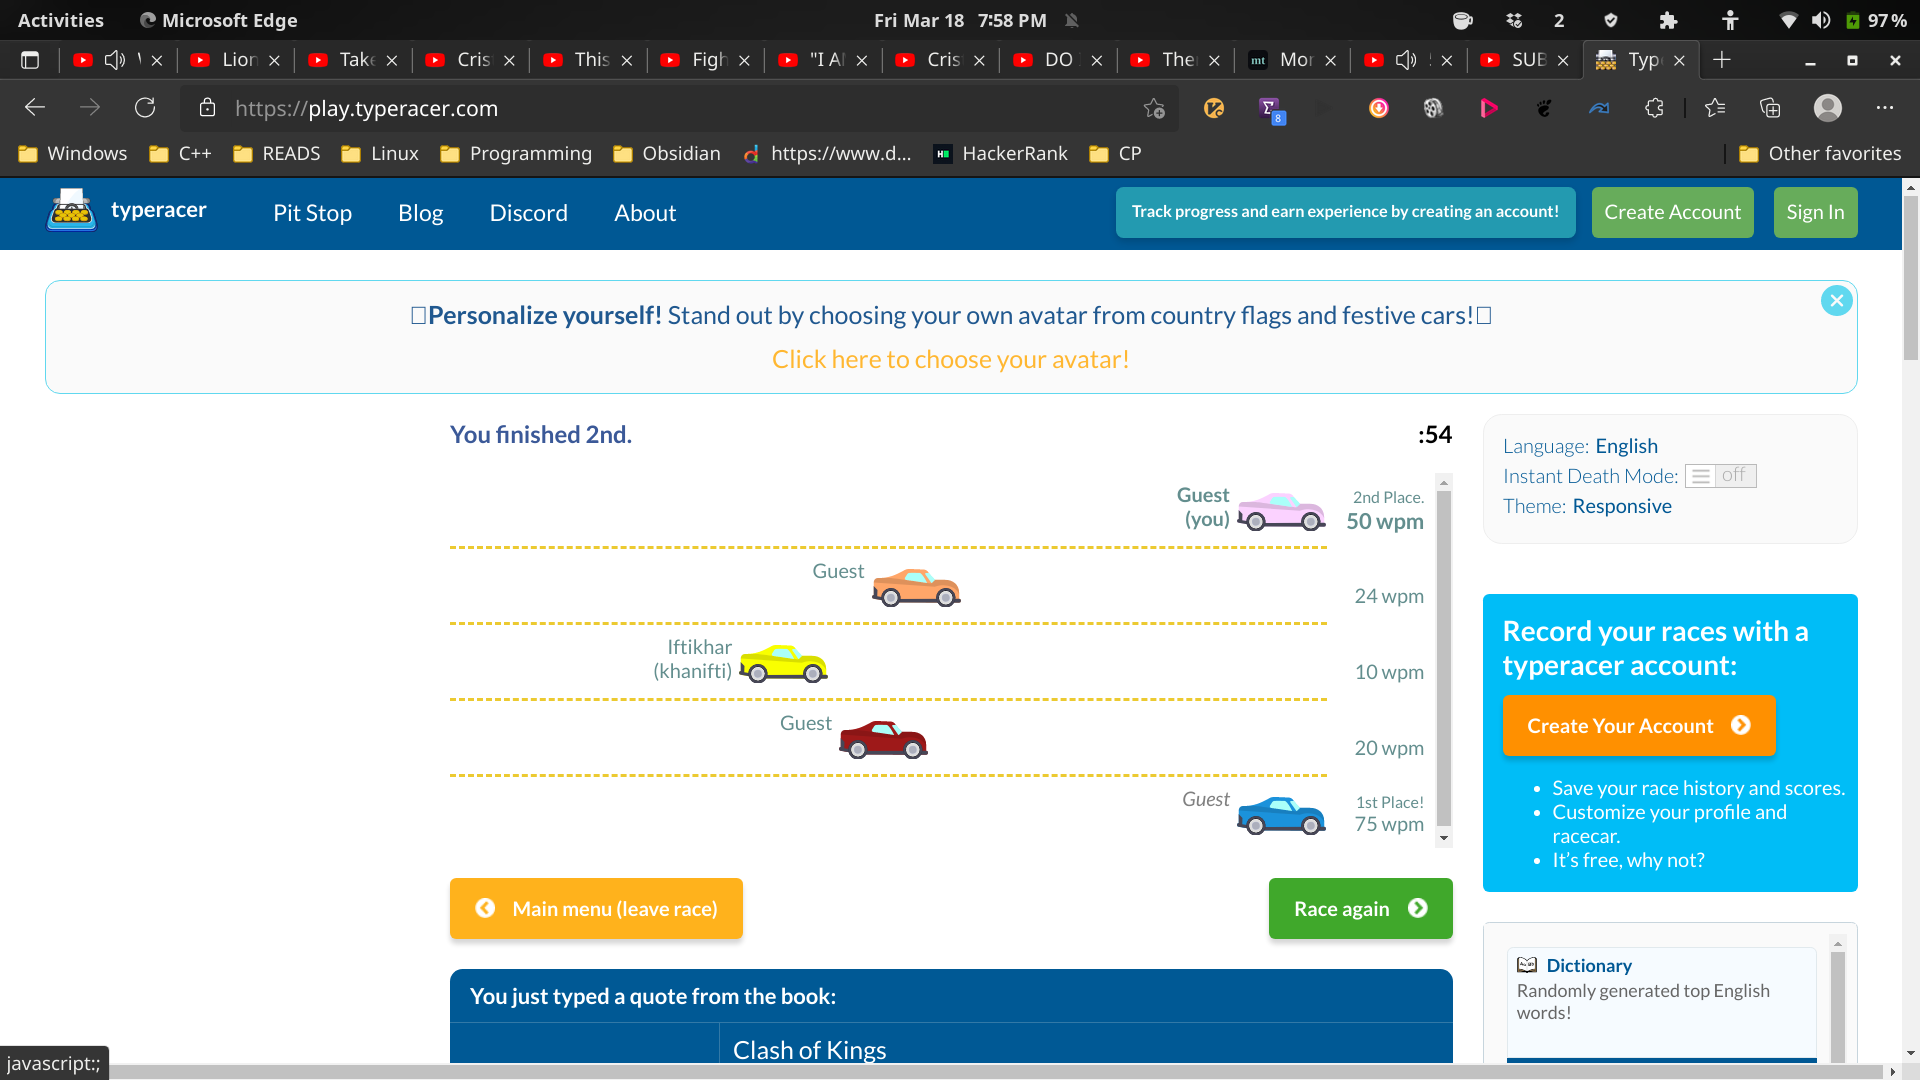 Activities Microsoft Edge Fri Mar 18 7:58 PM 2 97%
Lion Take Cris This Figh "I A Cris DO The mt Mor SUB Type
https://play.typeracer.com 8
Windows C++ READS Linux Programming Obsidian https://www.d... HackerRank CP Other favorites
typeracer Pit Stop Blog Discord About Track progress and earn experience by creating an account! Create Account Sign In
Personalize yourself! Stand out by choosing your own avatar from country flags and festive cars!
Click here to choose your avatar!
You finished 2nd. :54
Guest (you) 2nd Place. 50 wpm
Guest 24 wpm
Iftikhar (khanifti) 10 wpm
Guest 20 wpm
Guest 1st Place! 75 wpm
Main menu (leave race) Race again
You just typed a quote from the book:
Clash of Kings
Language: English
Instant Death Mode: off
Theme: Responsive
Record your races with a
typeracer account:
Create Your Account
• Save your race history and scores.
• Customize your profile and
racecar.
• It's free, why not?
Dictionary
Randomly generated top English
words!
javascript:;